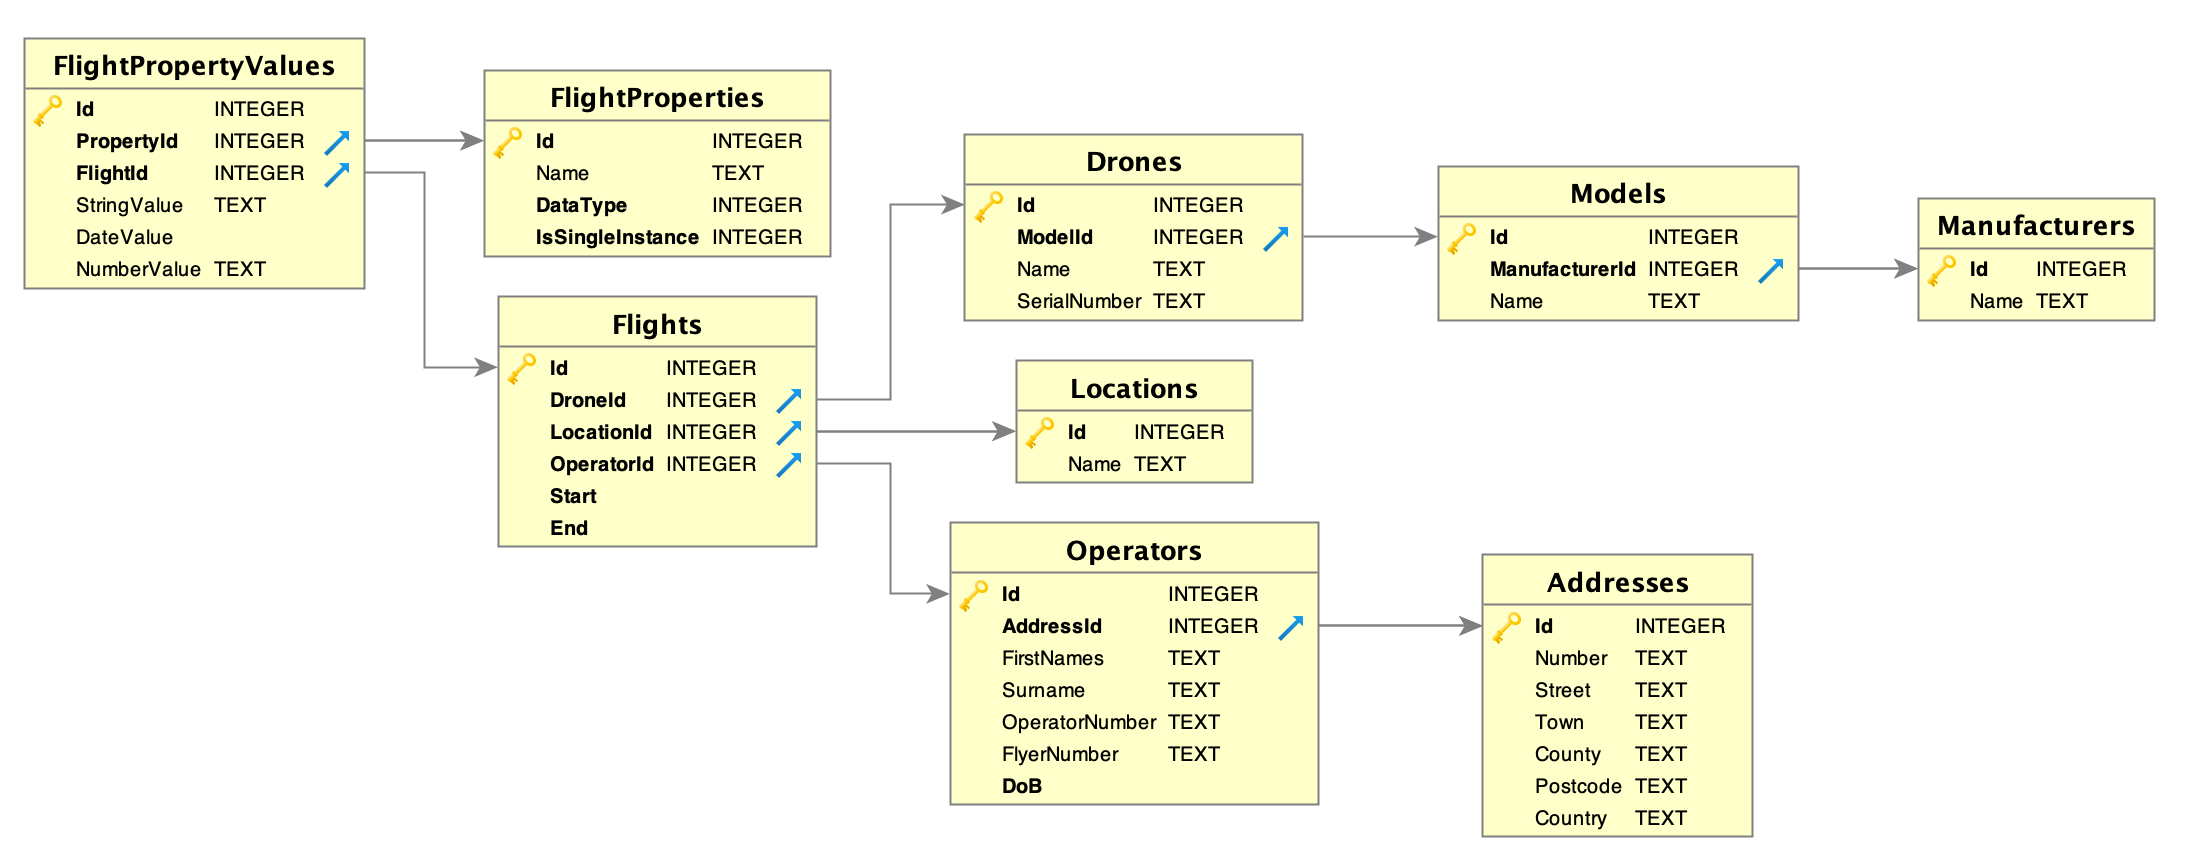 FlightPropertyValues
Id INTEGER
PropertyId INTEGER
FlightId INTEGER
StringValue TEXT
DateValue
NumberValue TEXT
FlightProperties
Id INTEGER
Name TEXT
DataType INTEGER
IsSingleInstance INTEGER
Flights
Id INTEGER
DroneId INTEGER
LocationId INTEGER
OperatorId INTEGER
Start
End
Drones
Id INTEGER
ModelId INTEGER
Name TEXT
SerialNumber TEXT
Locations
Id INTEGER
Name TEXT
Operators
Id INTEGER
AddressId INTEGER
FirstNames TEXT
Surname TEXT
OperatorNumber TEXT
FlyerNumber TEXT
DoB
Models
Id INTEGER
ManufacturerId INTEGER
Name TEXT
Manufacturers
Id INTEGER
Name TEXT
Addresses
Id INTEGER
Number TEXT
Street TEXT
Town TEXT
County TEXT
Postcode TEXT
Country TEXT